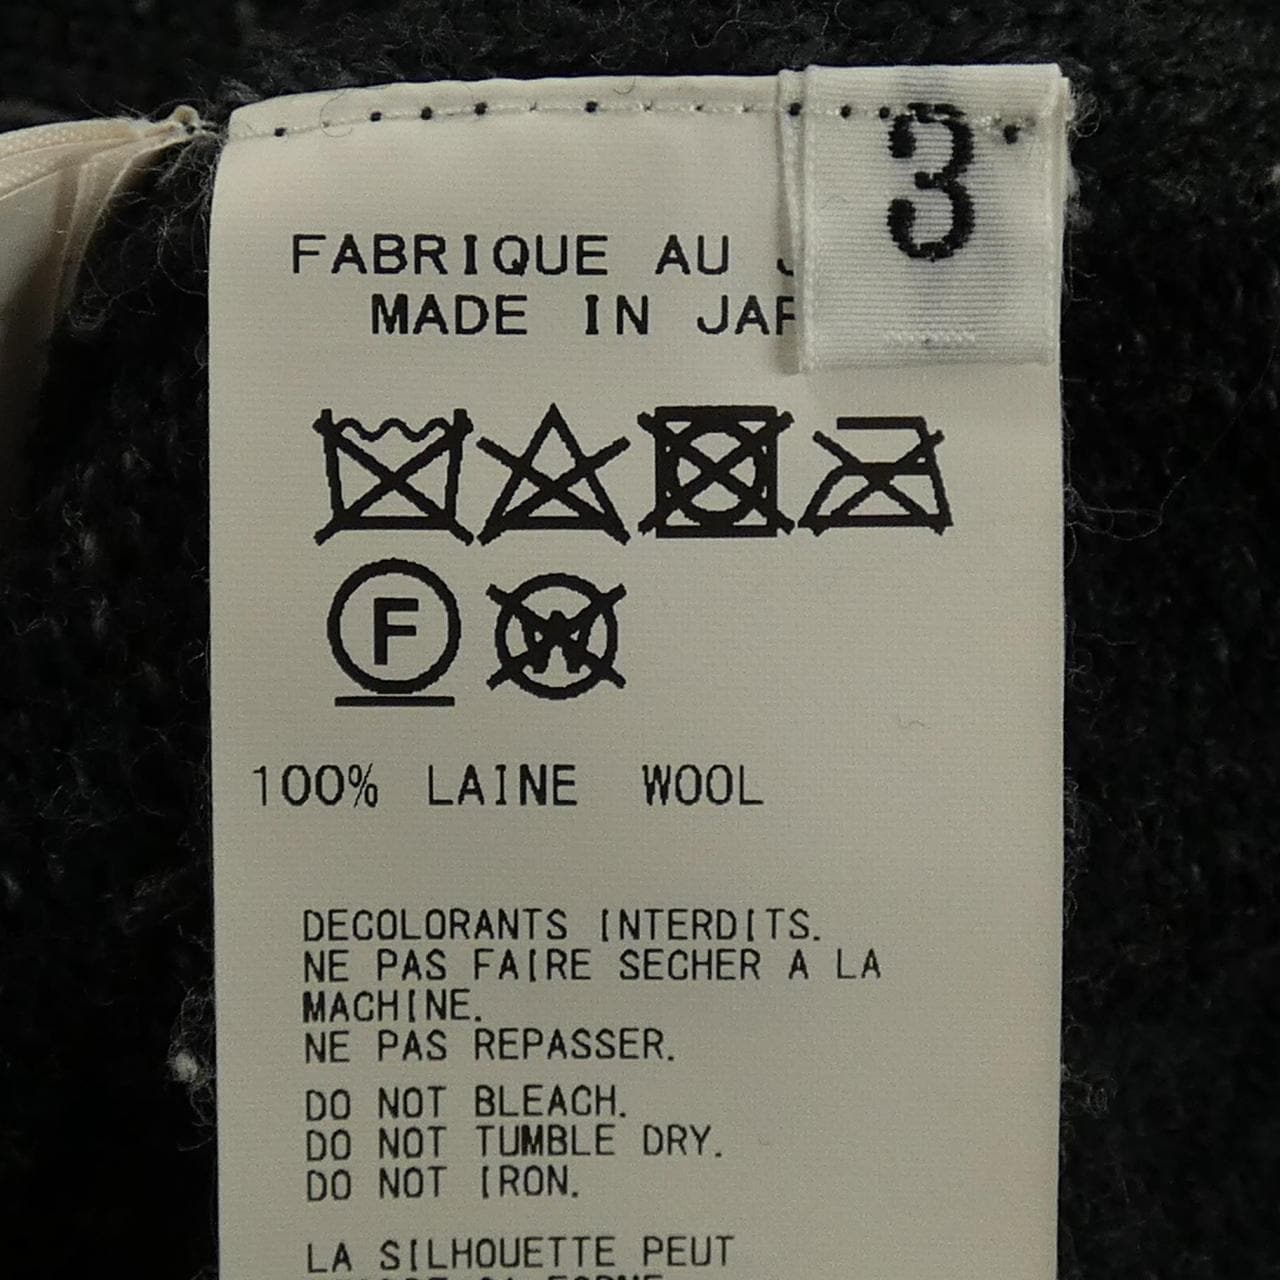 3
FABRIQUE AU
MADE IN
F
W
100% LAINE WOOL
DECOLORANTS INTERDITS.
NE PAS FAIRE SECHER A LA
MACHINE.
NE PAS REPASSER.
DO NOT BLEACH.
DO NOT TUMBLE DRY.
DO NOT IRON.
LA SILHOUETTE PEUT